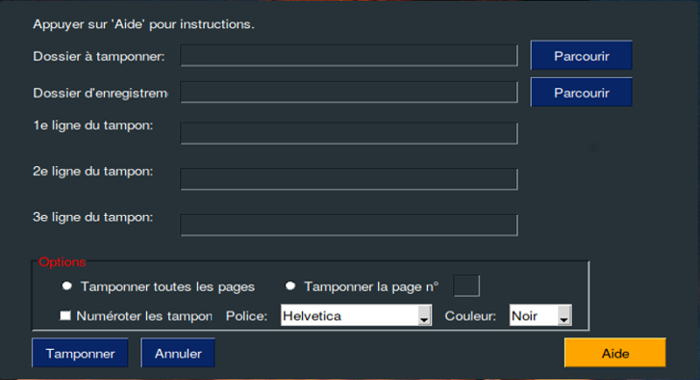 Appuyer sur 'Aide' pour instructions.
Dossier à tamponner: Parcourir
Dossier d'enregistrem Parcourir
1e ligne du tampon:
2e ligne du tampon:
3e ligne du tampon:
Options
Tamponner toutes les pages Tamponner la page n°
Numéroter les tampon Police: Helvetica Couleur: Noir
Tamponner Annuler Aide